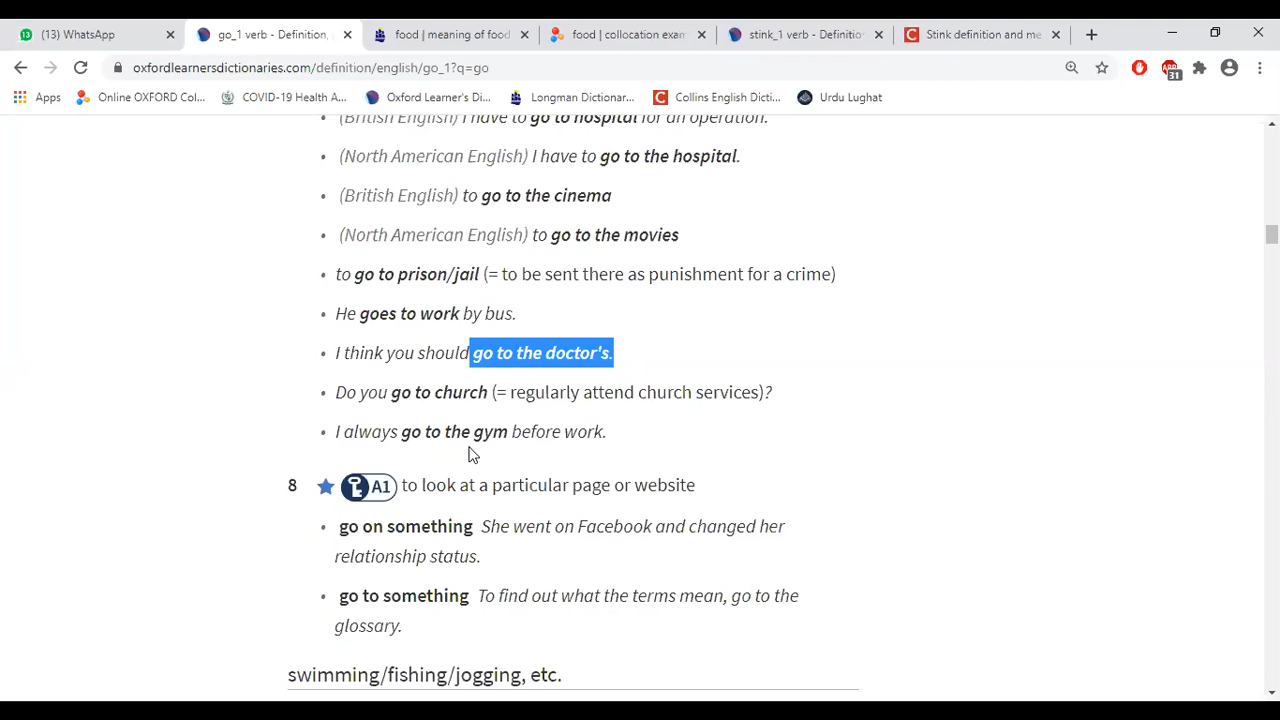 (13) WhatsApp
go_1 verb - Definition,
food | meaning of food
food | collocation exam
stink_1 verb - Definitio
Stink definition and me
oxfordlearnersdictionaries.com/definition/english/go_1?q=go
ABP
31
Apps
Online OXFORD Col...
COVID-19 Health A...
Oxford Learner's Di...
Longman Dictionar...
Collins English Dicti...
Urdu Lughat
• (British English) I have to go to hospital for an operation.
• (North American English) I have to go to the hospital.
• (British English) to go to the cinema
• (North American English) to go to the movies
• to go to prison/jail (= to be sent there as punishment for a crime)
• He goes to work by bus.
• I think you should go to the doctor's.
• Do you go to church (= regularly attend church services)?
• I always go to the gym before work.
8 A1 to look at a particular page or website
• go on something She went on Facebook and changed her
relationship status.
• go to something To find out what the terms mean, go to the
glossary.
swimming/fishing/jogging, etc.